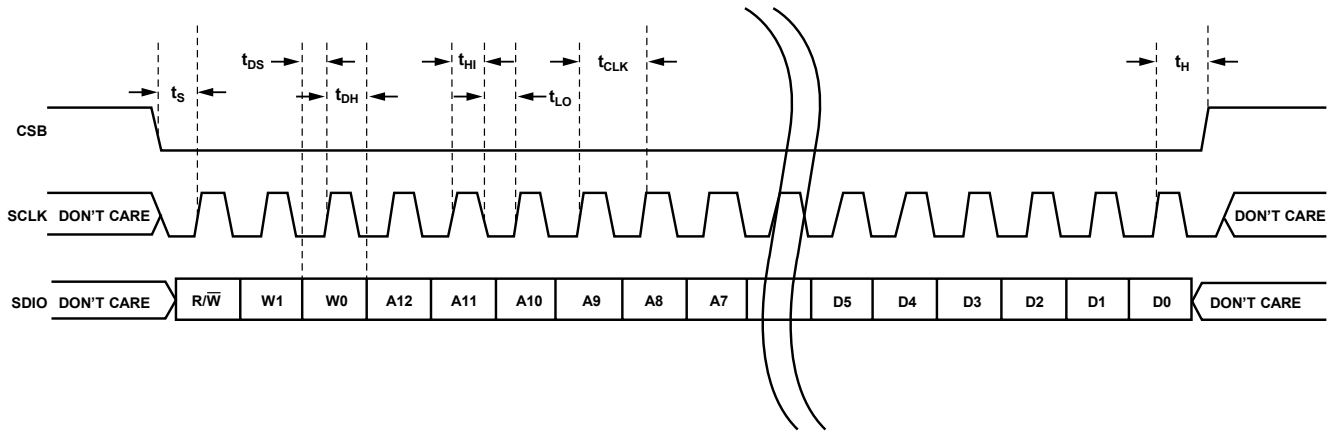 tDS tHI tCLK tH
tS tDH tLO
CSB
SCLK DON'T CARE DON'T CARE
SDIO DON'T CARE R/W̅ W1 W0 A12 A11 A10 A9 A8 A7 D5 D4 D3 D2 D1 D0 DON'T CARE